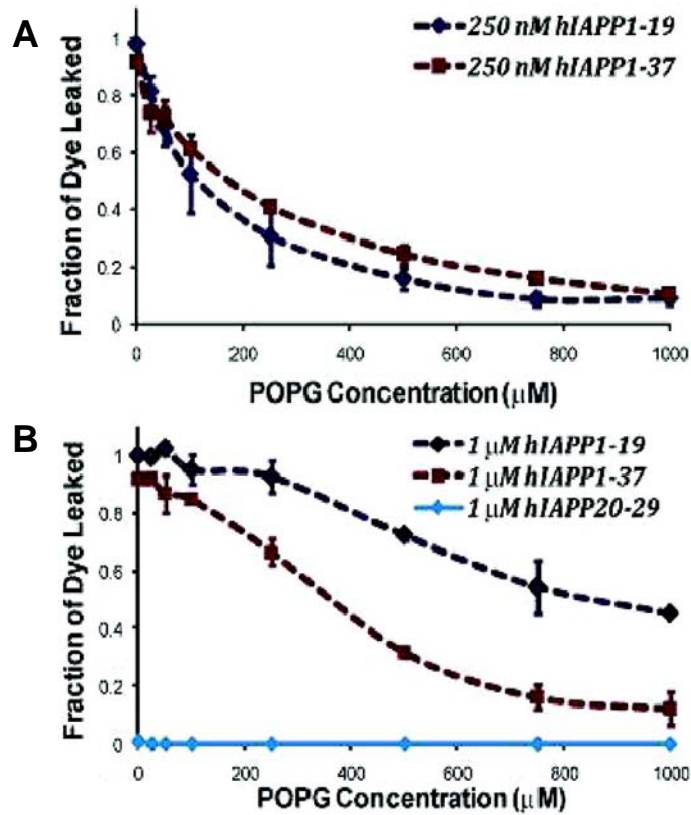 A
250 nM hIAPP1-19
250 nM hIAPP1-37
Fraction of Dye Leaked
1
0.8
0.6
0.4
0.2
0
0 200 400 600 800 1000
POPG Concentration (μM)
B
1 μM hIAPP1-19
1 μM hIAPP1-37
1 μM hIAPP20-29
Fraction of Dye Leaked
1
0.8
0.6
0.4
0.2
0
0 200 400 600 800 1000
POPG Concentration (μM)